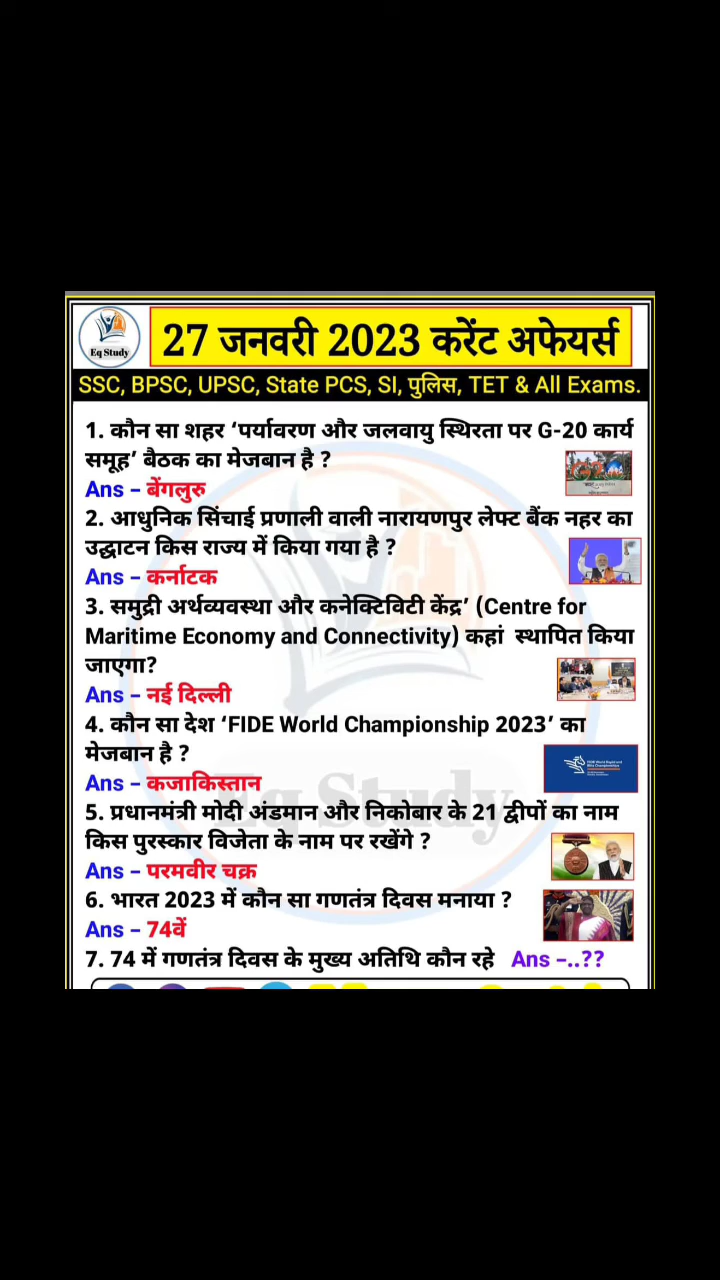 Eq Study
27 जनवरी 2023 करेंट अफेयर्स
SSC, BPSC, UPSC, State PCS, SI, पुलिस, TET & All Exams.
1. कौन सा शहर ‘पर्यावरण और जलवायु स्थिरता पर G-20 कार्य
समूह’ बैठक का मेजबान है ?
Ans – बेंगलुरु
2. आधुनिक सिंचाई प्रणाली वाली नारायणपुर लेफ्ट बैंक नहर का
उद्घाटन किस राज्य में किया गया है ?
Ans – कर्नाटक
3. समुद्री अर्थव्यवस्था और कनेक्टिविटी केंद्र’ (Centre for
Maritime Economy and Connectivity) कहां स्थापित किया
जाएगा?
Ans – नई दिल्ली
4. कौन सा देश ‘FIDE World Championship 2023’ का
मेजबान है ?
Ans – कजाकिस्तान
5. प्रधानमंत्री मोदी अंडमान और निकोबार के 21 द्वीपों का नाम
किस पुरस्कार विजेता के नाम पर रखेंगे ?
Ans – परमवीर चक्र
6. भारत 2023 में कौन सा गणतंत्र दिवस मनाया ?
Ans – 74वें
7. 74 में गणतंत्र दिवस के मुख्य अतिथि कौन रहे Ans –..??
Eq Study